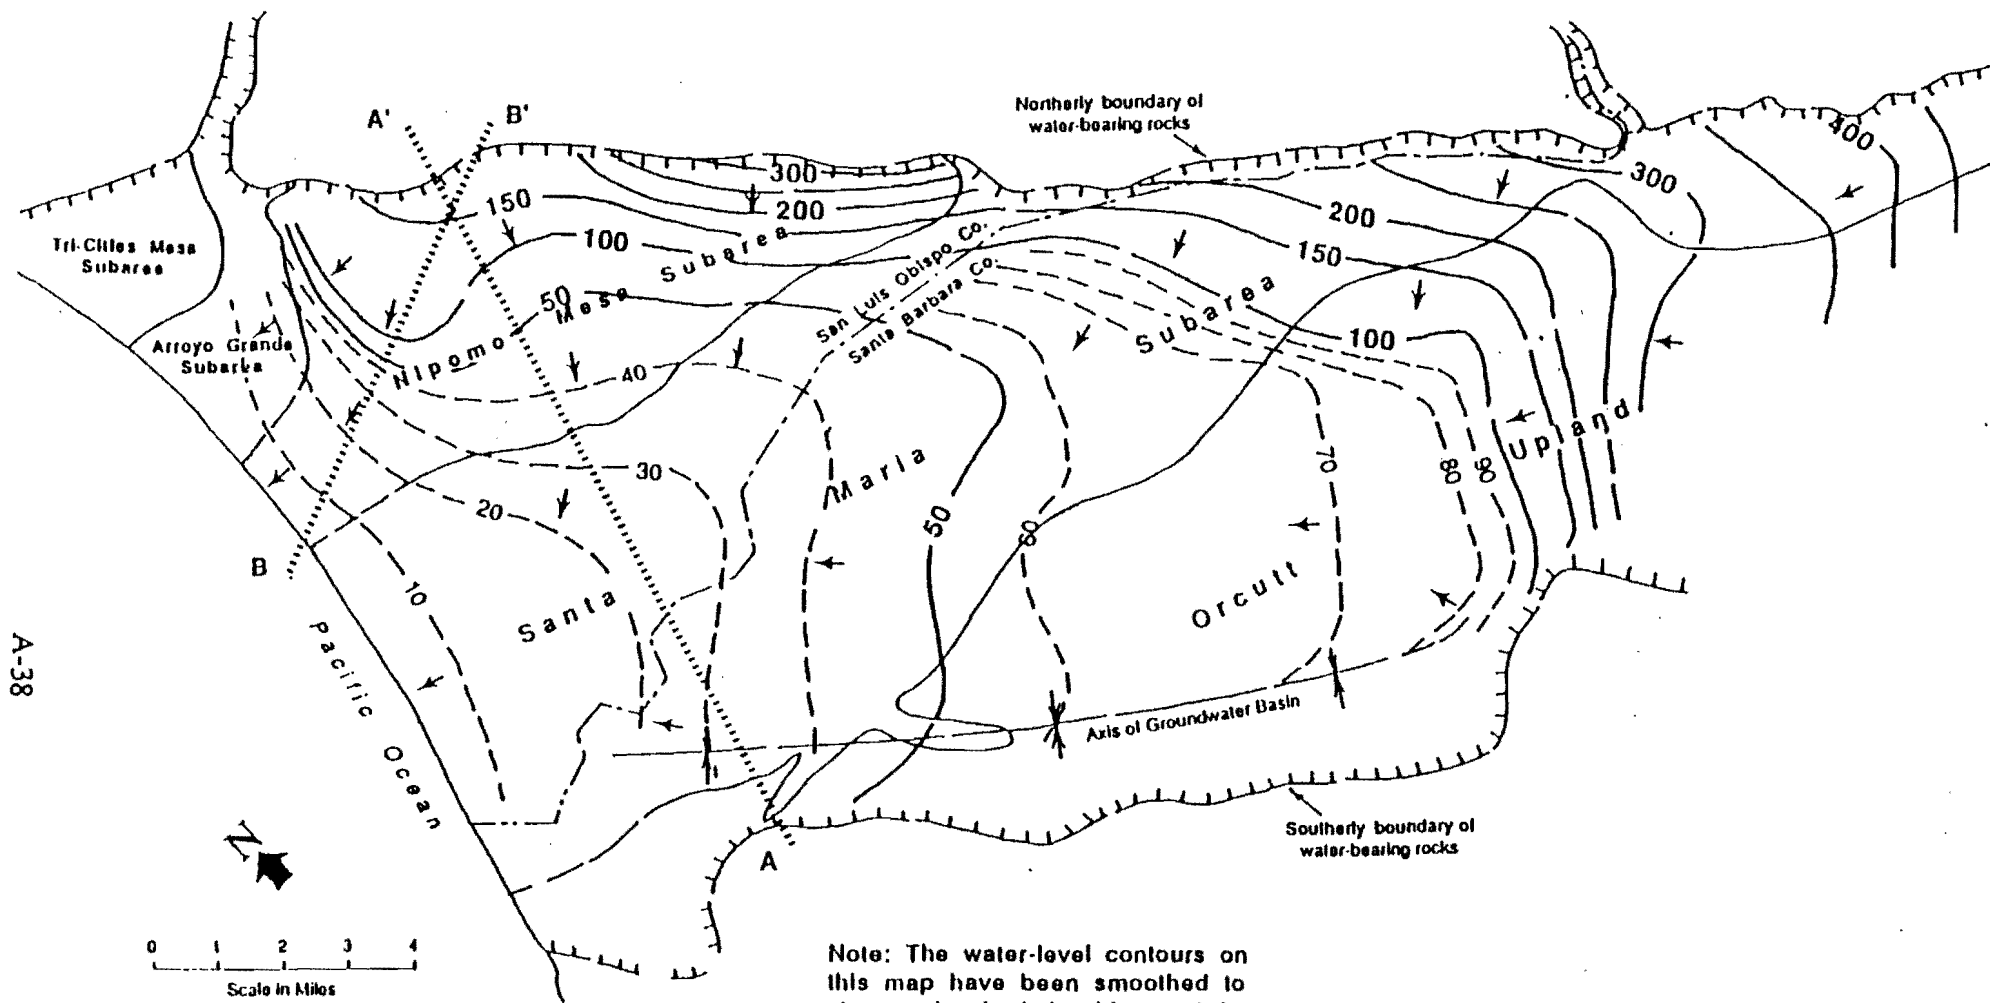 A'
B'
Northerly boundary of
water-bearing rocks
400
300
300
200
150
200
150
100
100
Tri-Cities Mesa
Subarea
Arroyo Grande
Subarea
Nipomo Mesa Subarea
50
San Luis Obispo Co.
Santa Barbara Co.
Subarea
Upland
40
30
20
10
Santa
Maria
50
60
70
80
90
Orcutt
B
A
Pacific Ocean
Axis of Groundwater Basin
Southerly boundary of
water-bearing rocks
A-38
N
0 1 2 3 4
Scale in Miles
Note: The water-level contours on
this map have been smoothed to